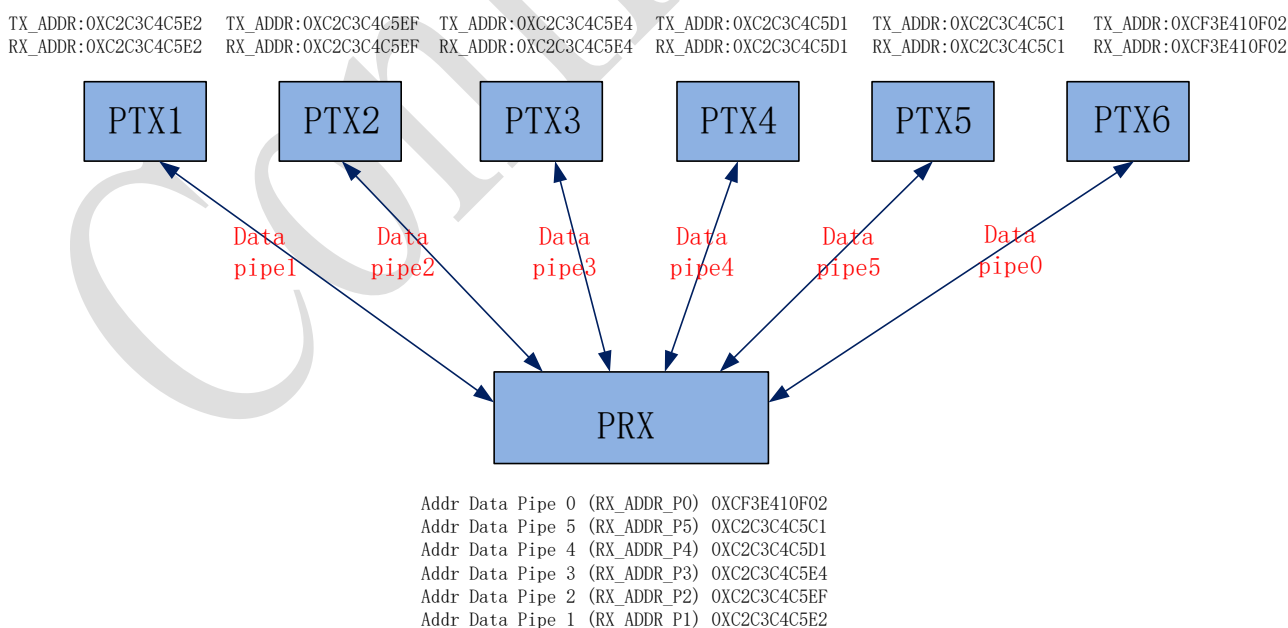 TX_ADDR:0XC2C3C4C5E2 TX_ADDR:0XC2C3C4C5EF TX_ADDR:0XC2C3C4C5E4 TX_ADDR:0XC2C3C4C5D1 TX_ADDR:0XC2C3C4C5C1 TX_ADDR:0XCF3E410F02
RX_ADDR:0XC2C3C4C5E2 RX_ADDR:0XC2C3C4C5EF RX_ADDR:0XC2C3C4C5E4 RX_ADDR:0XC2C3C4C5D1 RX_ADDR:0XC2C3C4C5C1 RX_ADDR:0XCF3E410F02
PTX1 PTX2 PTX3 PTX4 PTX5 PTX6
Data Data Data Data Data Data
pipe1 pipe2 pipe3 pipe4 pipe5 pipe0
PRX
Addr Data Pipe 0 (RX_ADDR_P0) 0XCF3E410F02
Addr Data Pipe 5 (RX_ADDR_P5) 0XC2C3C4C5C1
Addr Data Pipe 4 (RX_ADDR_P4) 0XC2C3C4C5D1
Addr Data Pipe 3 (RX_ADDR_P3) 0XC2C3C4C5E4
Addr Data Pipe 2 (RX_ADDR_P2) 0XC2C3C4C5EF
Addr Data Pipe 1 (RX_ADDR_P1) 0XC2C3C4C5E2